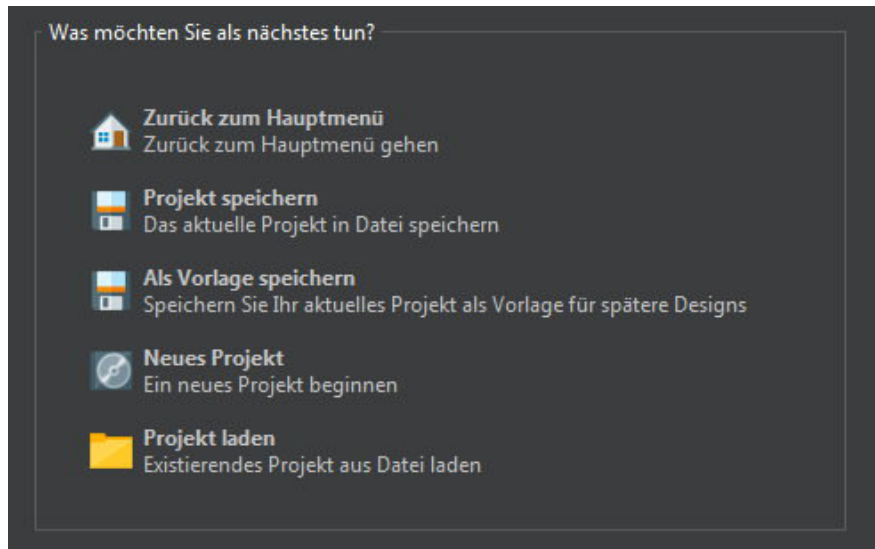 Was möchten Sie als nächstes tun?
Zurück zum Hauptmenü
Zurück zum Hauptmenü gehen
Projekt speichern
Das aktuelle Projekt in Datei speichern
Als Vorlage speichern
Speichern Sie Ihr aktuelles Projekt als Vorlage für spätere Designs
Neues Projekt
Ein neues Projekt beginnen
Projekt laden
Existierendes Projekt aus Datei laden